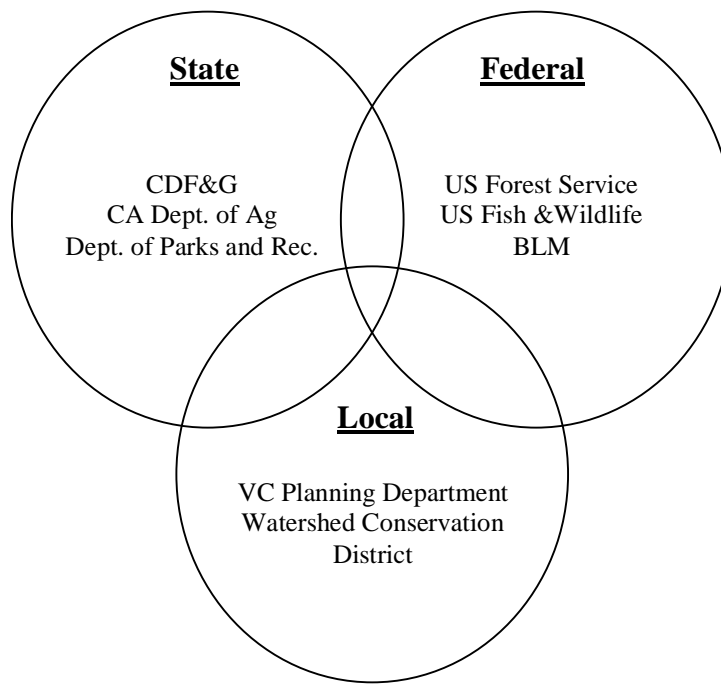 State
CDF&G
CA Dept. of Ag
Dept. of Parks and Rec.
Federal
US Forest Service
US Fish &Wildlife
BLM
Local
VC Planning Department
Watershed Conservation
District